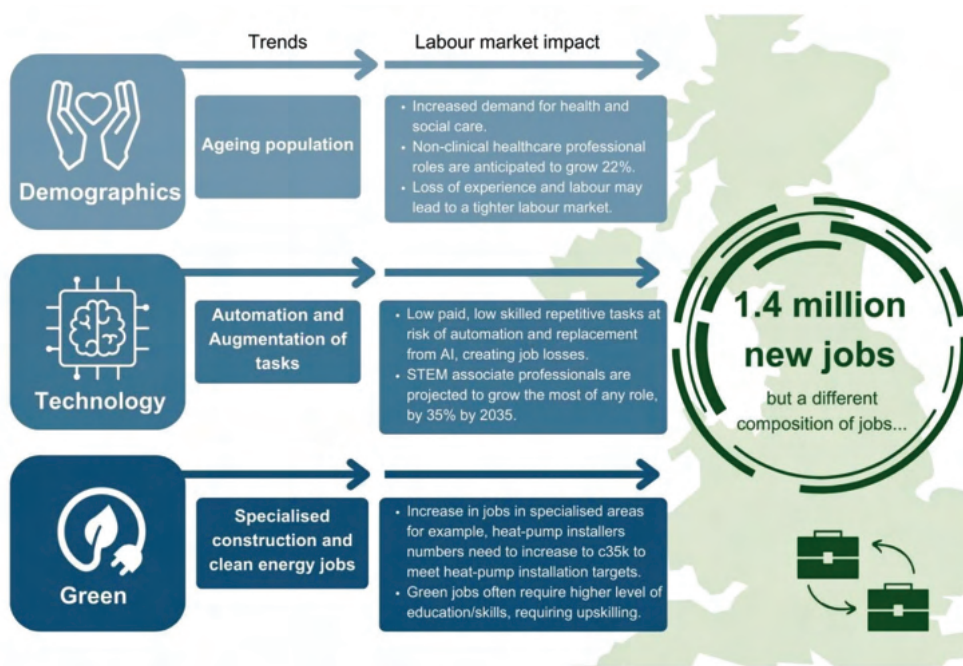 Trends
Labour market impact
Demographics
Ageing population
• Increased demand for health and
social care.
• Non-clinical healthcare professional
roles are anticipated to grow 22%.
• Loss of experience and labour may
lead to a tighter labour market.
Technology
Automation and
Augmentation of
tasks
• Low paid, low skilled repetitive tasks at
risk of automation and replacement
from AI, creating job losses.
• STEM associate professionals are
projected to grow the most of any role,
by 35% by 2035.
Green
Specialised
construction and
clean energy jobs
• Increase in jobs in specialised areas
for example, heat-pump installers
numbers need to increase to c35k to
meet heat-pump installation targets.
• Green jobs often require higher level of
education/skills, requiring upskilling.
1.4 million
new jobs
but a different
composition of jobs...